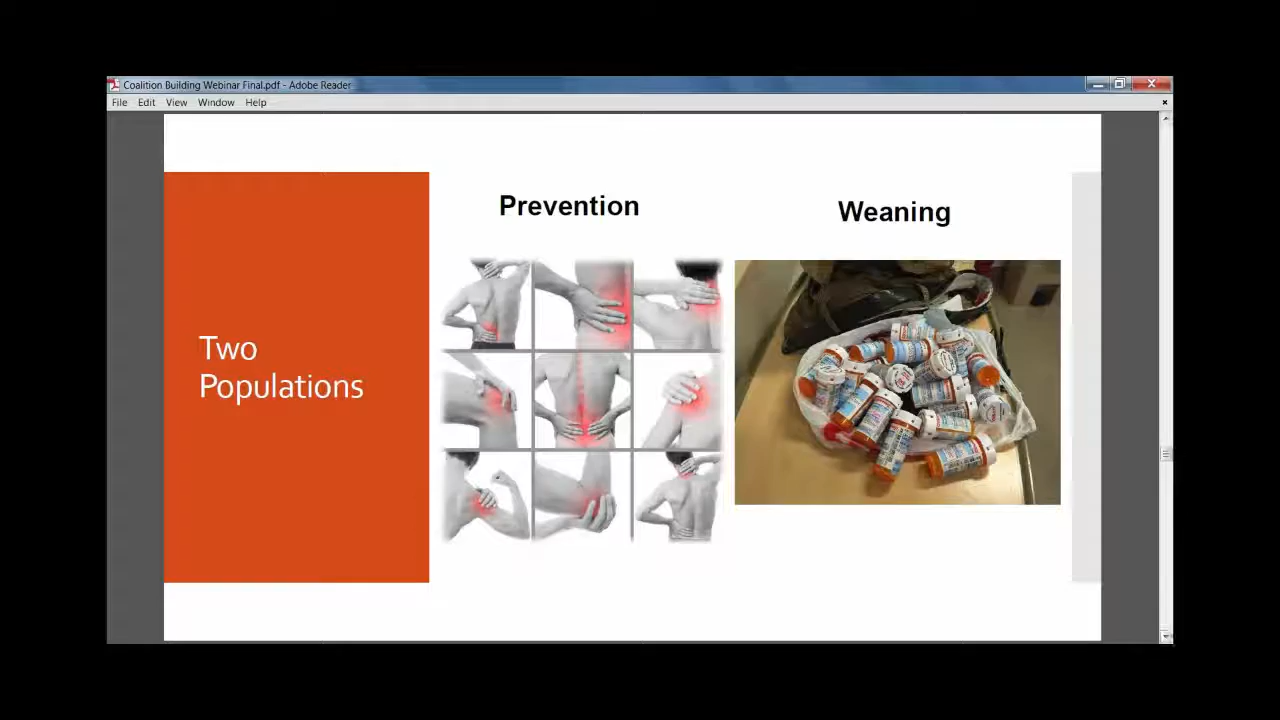 Coalition Building Webinar Final.pdf - Adobe Reader
File Edit View Window Help
Prevention
Weaning
Two
Populations